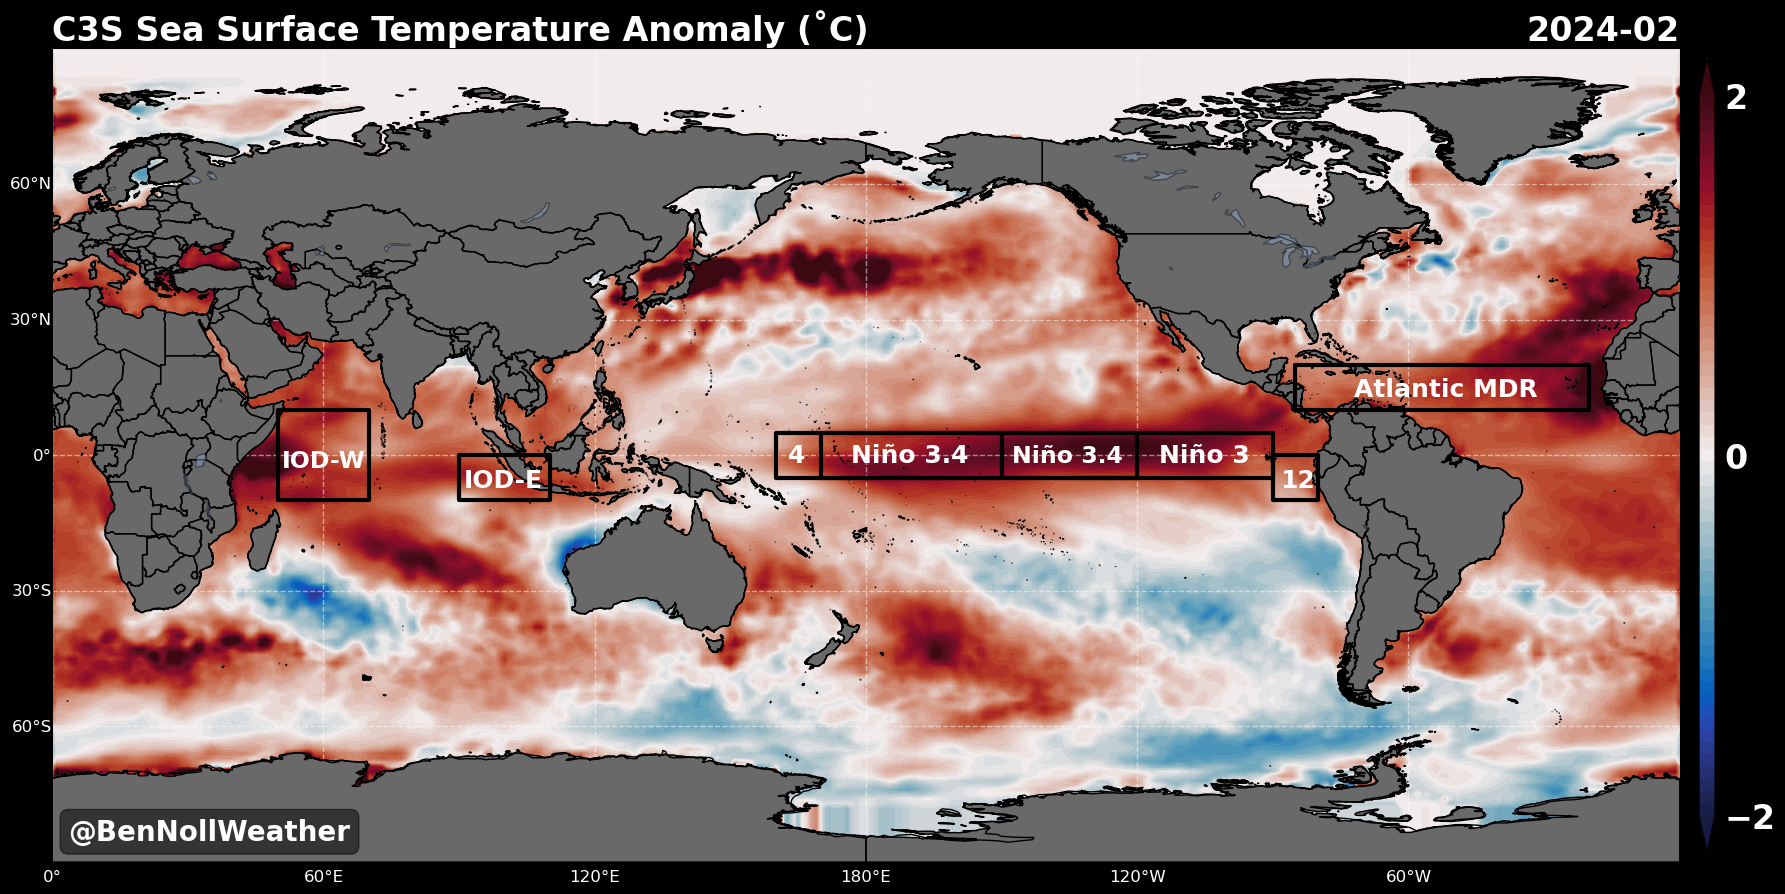 C3S Sea Surface Temperature Anomaly (˚C) 2024-02
2
60°N
30°N
Atlantic MDR
0°
IOD-W
IOD-E
4
Niño 3.4
Niño 3.4
Niño 3
12
0
30°S
60°S
−2
@BenNollWeather
0°
60°E
120°E
180°E
120°W
60°W